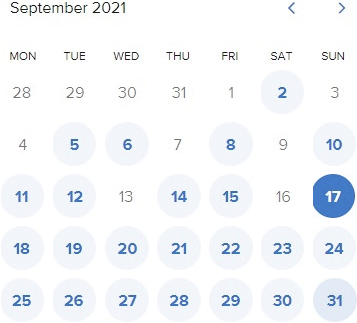 September 2021
MON TUE WED THU FRI SAT SUN
28 29 30 31 1 2 3
4 5 6 7 8 9 10
11 12 13 14 15 16 17
18 19 20 21 22 23 24
25 26 27 28 29 30 31